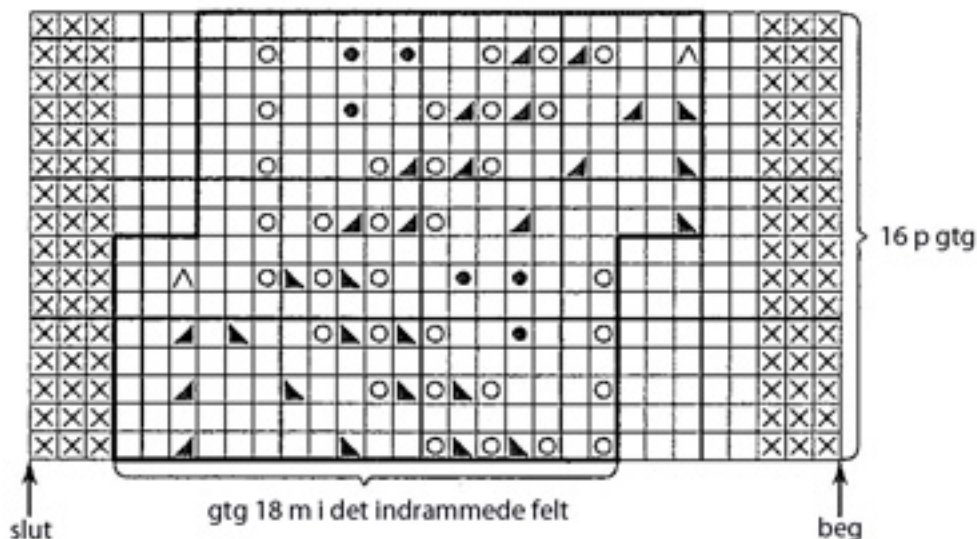 16 p gtg
gtg 18 m i det indrammede felt
slut
beg